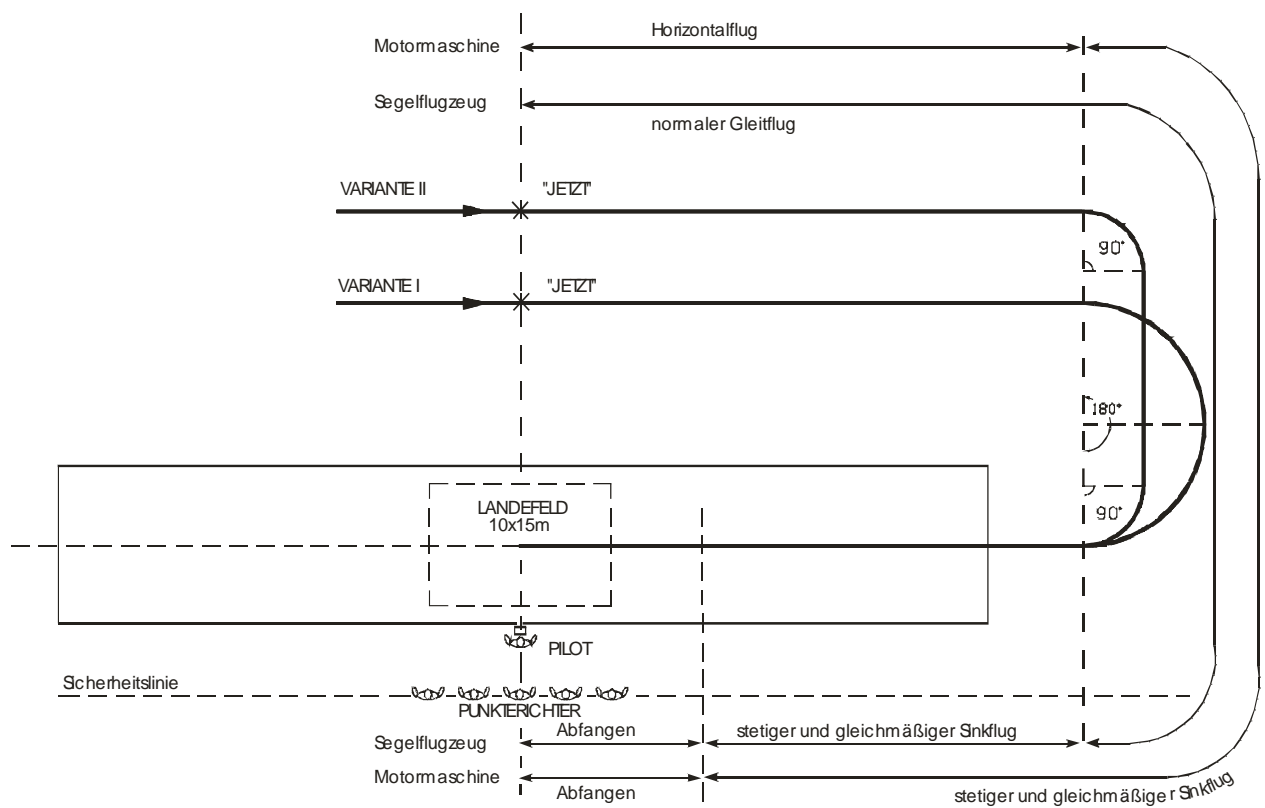 Horizontalflug
Motormaschine
Segelflugzeug
normaler Gleitflug
VARIANTE II
"JETZT"
90°
VARIANTE I
"JETZT"
180°
LANDEFELD
10x15m
90°
PILOT
Sicherheitslinie
PUNKTERICHTER
Segelflugzeug
Abfangen
stetiger und gleichmäßiger Sinkflug
Motormaschine
Abfangen
stetiger und gleichmäßiger Sinkflug